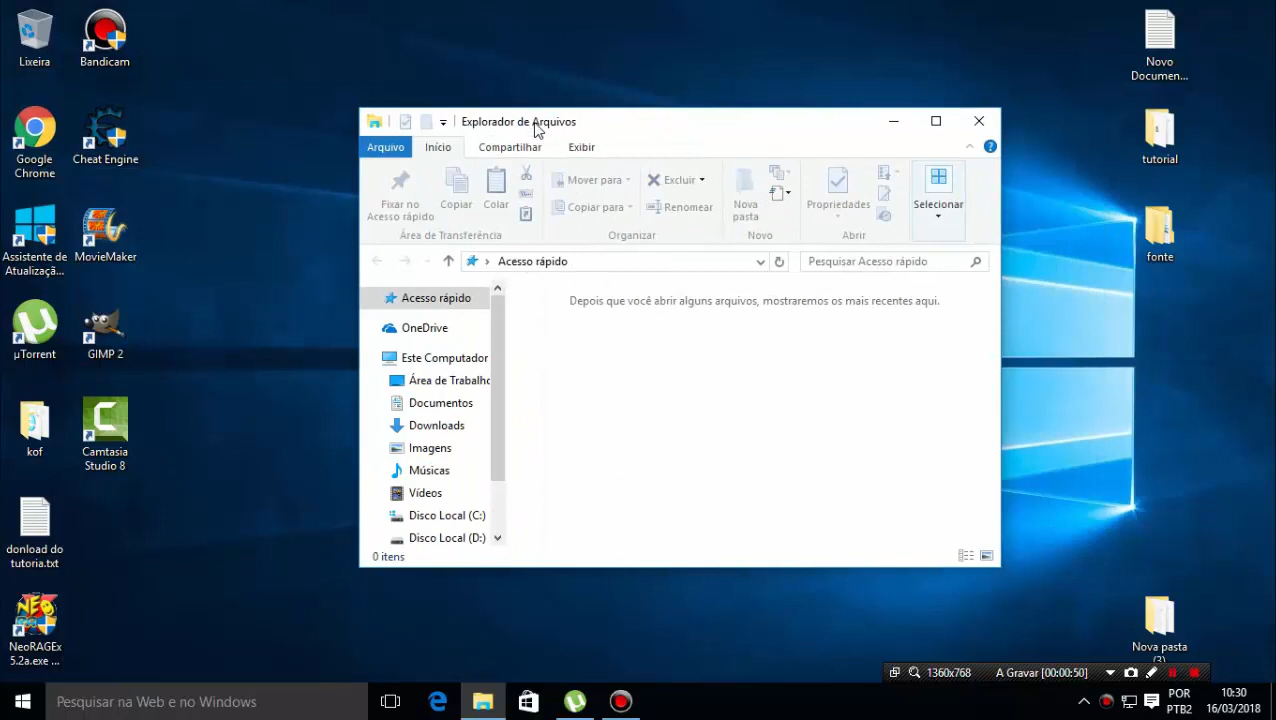 Lixeira
Bandicam
Google
Chrome
Cheat Engine
Assistente de
Atualização...
MovieMaker
µTorrent
GIMP 2
kof
Camtasia
Studio 8
donload do
tutoria.txt
NeoRAGEx
5.2a.exe ...
Novo
Documen...
tutorial
fonte
Nova pasta
(3)
Explorador de Arquivos
Arquivo
Início
Compartilhar
Exibir
Fixar no
Acesso rápido
Copiar
Colar
Área de Transferência
Mover para
Copiar para
Excluir
Renomear
Organizar
Nova
pasta
Novo
Propriedades
Abrir
Selecionar
Acesso rápido
Pesquisar Acesso rápido
Acesso rápido
OneDrive
Este Computador
Área de Trabalho
Documentos
Downloads
Imagens
Músicas
Vídeos
Disco Local (C:)
Disco Local (D:)
Depois que você abrir alguns arquivos, mostraremos os mais recentes aqui.
0 itens
1360x768
A Gravar [00:00:50]
Pesquisar na Web e no Windows
POR
PTB2
10:30
16/03/2018